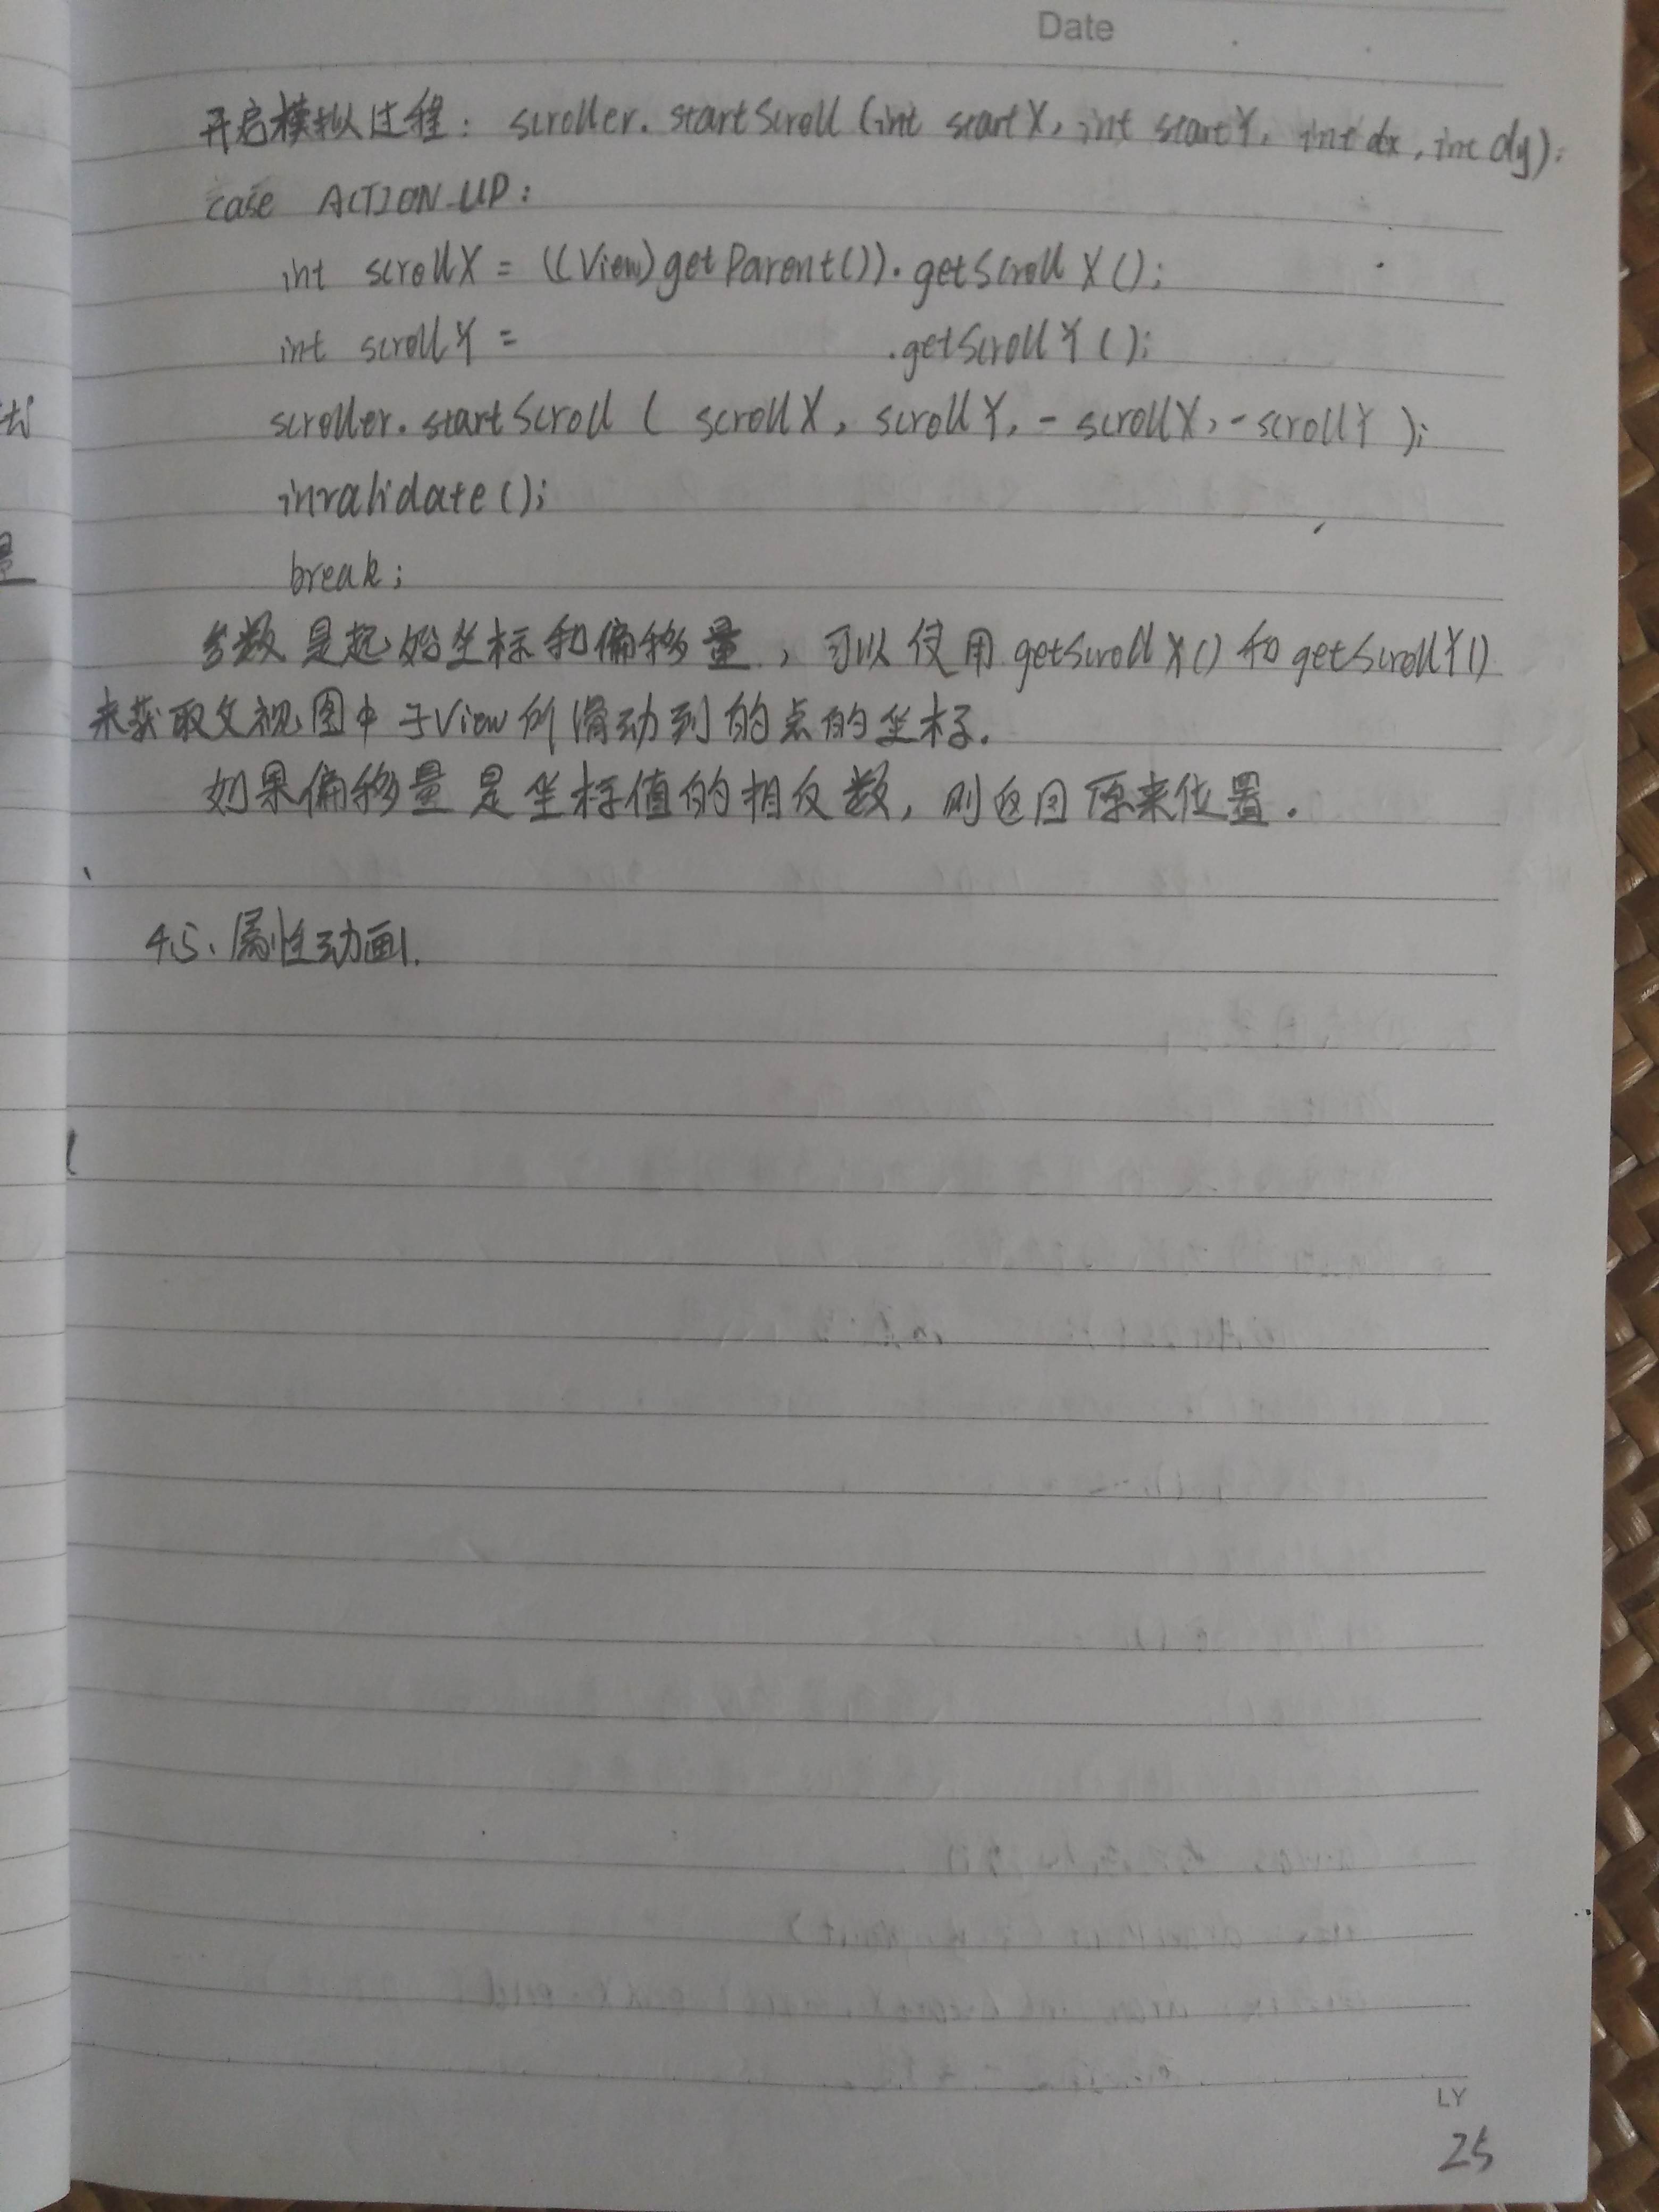 Date
开启模拟过程: scroller.startScroll(int startX, int startY, int dx, int dy);
case ACTION_UP:
int scrollX = ((View)getParent()).getScrollX();
int scrollY = .getScrollY();
scroller.startScroll( scrollX, scrollY, -scrollX, -scrollY );
invalidate();
break;
参数是起始坐标和偏移量, 可以使用getScrollX()和getScrollY()
来获取父视图中子View所滑动到的点的坐标.
如果偏移量是坐标值的相反数, 则返回原来位置.
4.5、属性动画.
LY
25